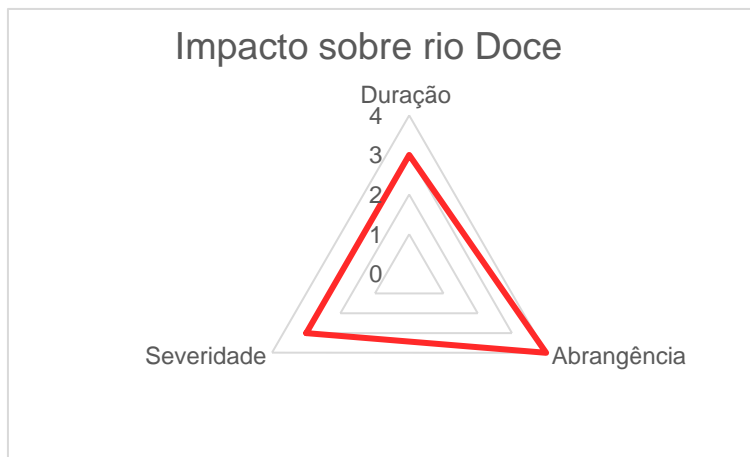 Impacto sobre rio Doce
Duração
4
3
2
1
0
Severidade
Abrangência